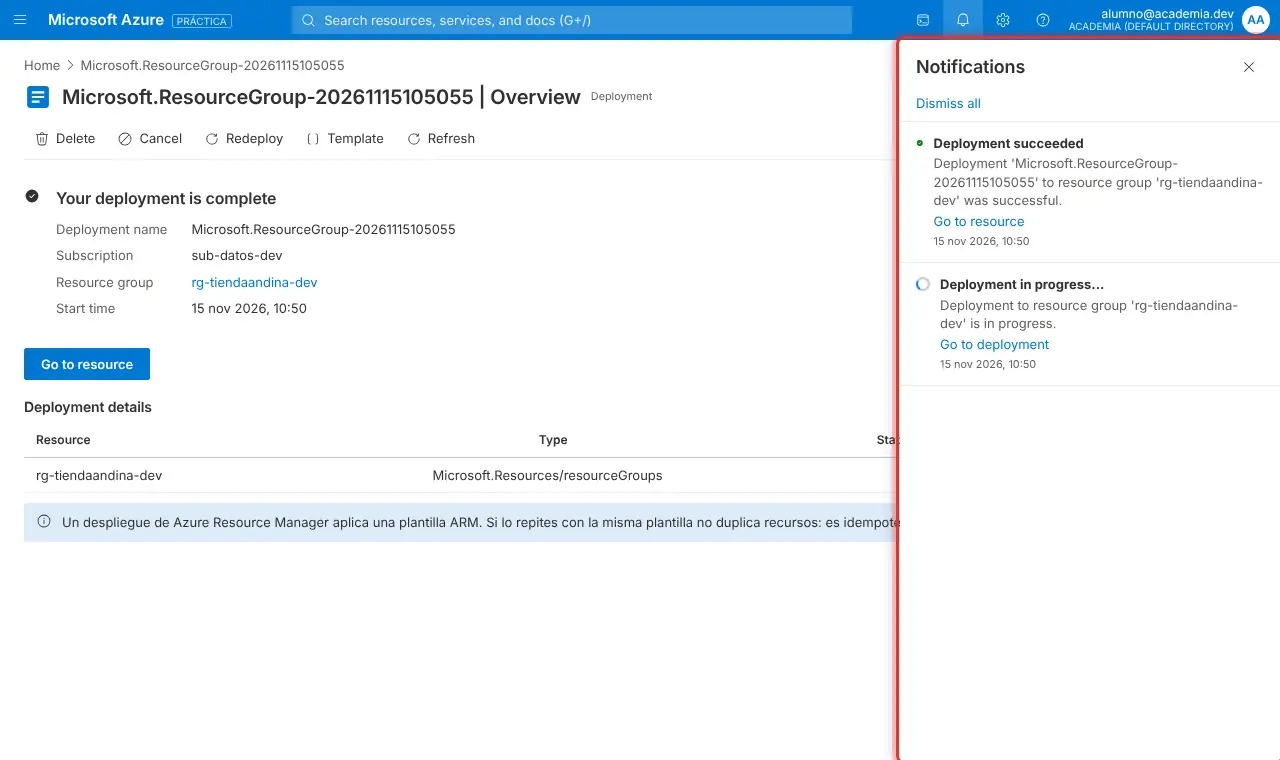 Microsoft Azure PRÁCTICA
Search resources, services, and docs (G+/)
alumno@academia.dev
ACADEMIA (DEFAULT DIRECTORY)
AA
Home > Microsoft.ResourceGroup-20261115105055
Microsoft.ResourceGroup-20261115105055 | Overview Deployment
Delete Cancel Redeploy Template Refresh
Your deployment is complete
Deployment name Microsoft.ResourceGroup-20261115105055
Subscription sub-datos-dev
Resource group rg-tiendaandina-dev
Start time 15 nov 2026, 10:50
Go to resource
Deployment details
Resource Type Sta
rg-tiendaandina-dev Microsoft.Resources/resourceGroups
Un despliegue de Azure Resource Manager aplica una plantilla ARM. Si lo repites con la misma plantilla no duplica recursos: es idempote
Notifications
Dismiss all
Deployment succeeded
Deployment 'Microsoft.ResourceGroup-
20261115105055' to resource group 'rg-tiendaandina-
dev' was successful.
Go to resource
15 nov 2026, 10:50
Deployment in progress...
Deployment to resource group 'rg-tiendaandina-
dev' is in progress.
Go to deployment
15 nov 2026, 10:50